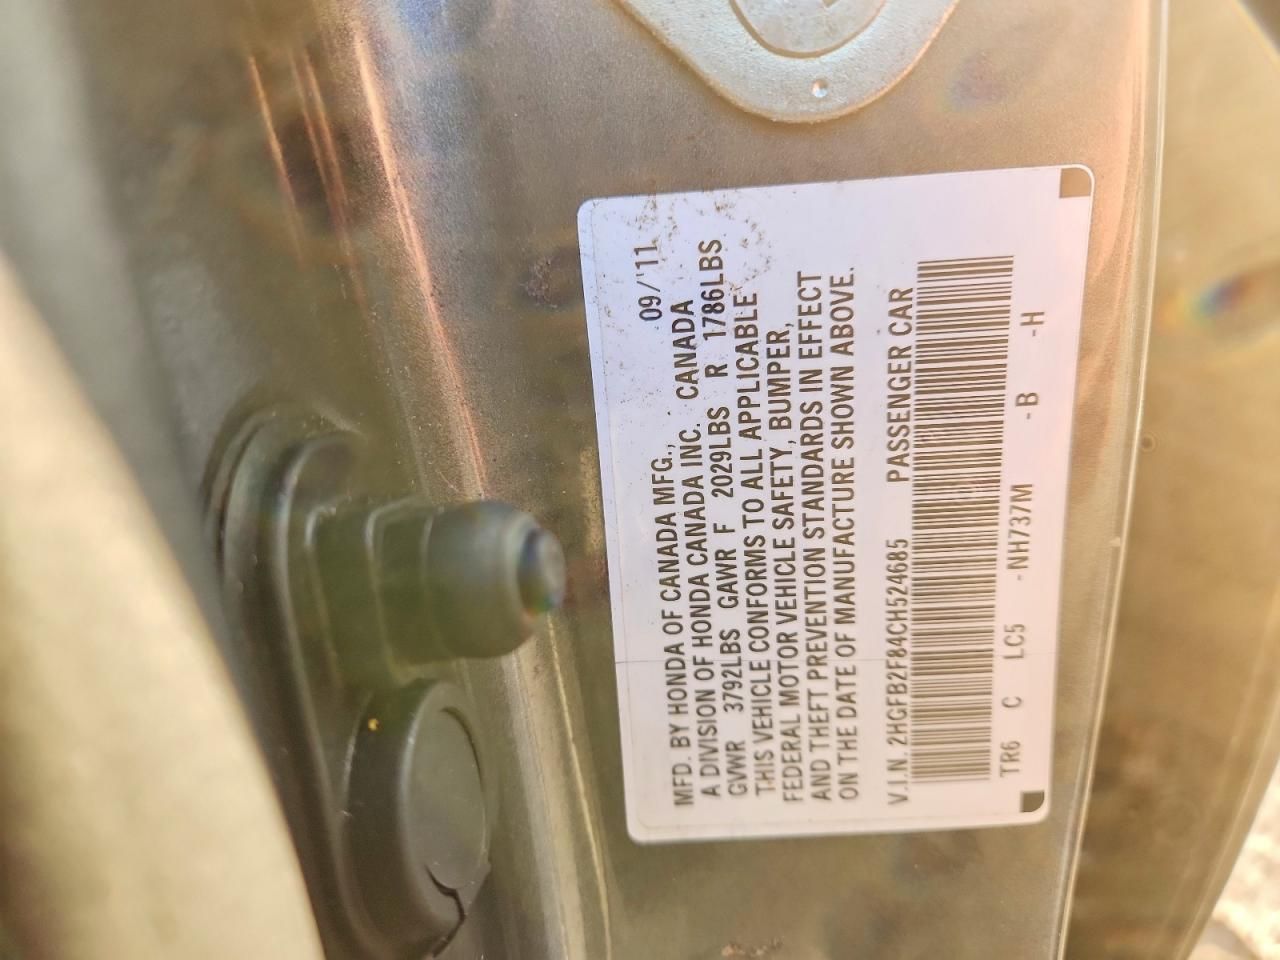 MFD. BY HONDA OF CANADA MFG., 09/'11
A DIVISION OF HONDA CANADA INC. CANADA
GVWR 3792LBS GAWR F 2029LBS R 1786LBS
THIS VEHICLE CONFORMS TO ALL APPLICABLE
FEDERAL MOTOR VEHICLE SAFETY, BUMPER,
AND THEFT PREVENTION STANDARDS IN EFFECT
ON THE DATE OF MANUFACTURE SHOWN ABOVE.
V.I.N. 2HGFB2F84CH524685 PASSENGER CAR
TR6 C LC5 -NH737M -B -H